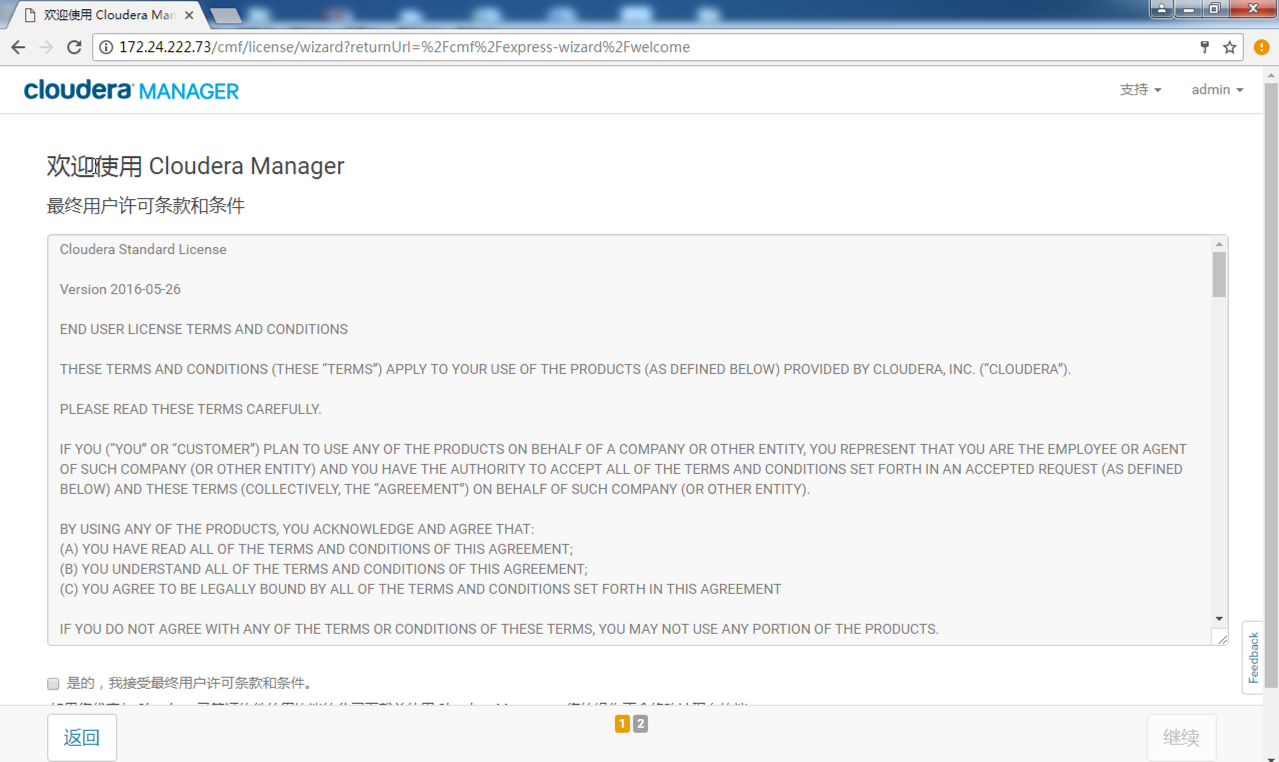 欢迎使用 Cloudera Man
172.24.222.73/cmf/license/wizard?returnUrl=%2Fcmf%2Fexpress-wizard%2Fwelcome
cloudera MANAGER
支持
admin
欢迎使用 Cloudera Manager
最终用户许可条款和条件
Cloudera Standard License
Version 2016-05-26
END USER LICENSE TERMS AND CONDITIONS
THESE TERMS AND CONDITIONS (THESE “TERMS”) APPLY TO YOUR USE OF THE PRODUCTS (AS DEFINED BELOW) PROVIDED BY CLOUDERA, INC. (“CLOUDERA”).
PLEASE READ THESE TERMS CAREFULLY.
IF YOU (“YOU” OR “CUSTOMER”) PLAN TO USE ANY OF THE PRODUCTS ON BEHALF OF A COMPANY OR OTHER ENTITY, YOU REPRESENT THAT YOU ARE THE EMPLOYEE OR AGENT
OF SUCH COMPANY (OR OTHER ENTITY) AND YOU HAVE THE AUTHORITY TO ACCEPT ALL OF THE TERMS AND CONDITIONS SET FORTH IN AN ACCEPTED REQUEST (AS DEFINED
BELOW) AND THESE TERMS (COLLECTIVELY, THE “AGREEMENT”) ON BEHALF OF SUCH COMPANY (OR OTHER ENTITY).
BY USING ANY OF THE PRODUCTS, YOU ACKNOWLEDGE AND AGREE THAT:
(A) YOU HAVE READ ALL OF THE TERMS AND CONDITIONS OF THIS AGREEMENT;
(B) YOU UNDERSTAND ALL OF THE TERMS AND CONDITIONS OF THIS AGREEMENT;
(C) YOU AGREE TO BE LEGALLY BOUND BY ALL OF THE TERMS AND CONDITIONS SET FORTH IN THIS AGREEMENT
IF YOU DO NOT AGREE WITH ANY OF THE TERMS OR CONDITIONS OF THESE TERMS, YOU MAY NOT USE ANY PORTION OF THE PRODUCTS.
Feedback
是的，我接受最终用户许可条款和条件。
返回
1 2
继续